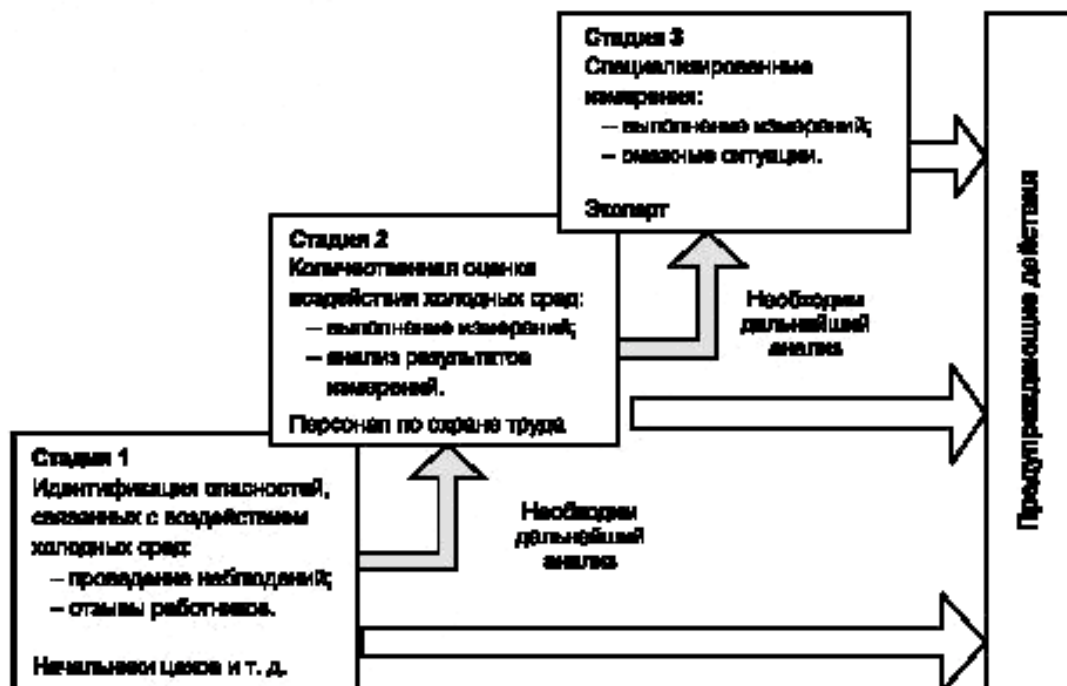 Стадия 3
Специализированные
измерения:
– выполнение измерений;
– смежные ситуации.
Эксперт
Стадия 2
Количественная оценка
воздействия холодных сред:
– выполнение измерений;
– анализ результатов
измерений.
Персонал по охране труда
Необходим
дальнейший
анализ
Стадия 1
Идентификация опасностей,
связанных с воздействием
холодных сред:
– проведение наблюдений;
– отзывы работников.
Начальники цехов и т. д.
Необходим
дальнейший
анализ
Предупреждающие действия